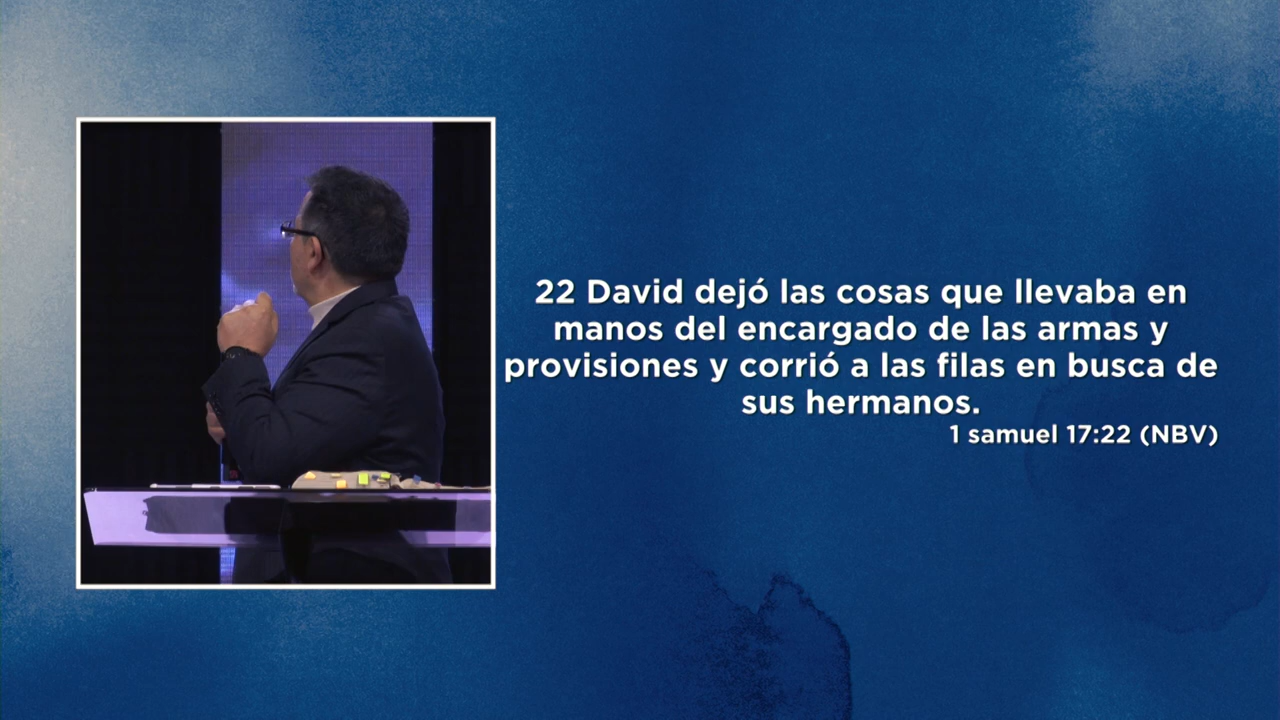 22 David dejó las cosas que llevaba en
manos del encargado de las armas y
provisiones y corrió a las filas en busca de
sus hermanos.
1 samuel 17:22 (NBV)